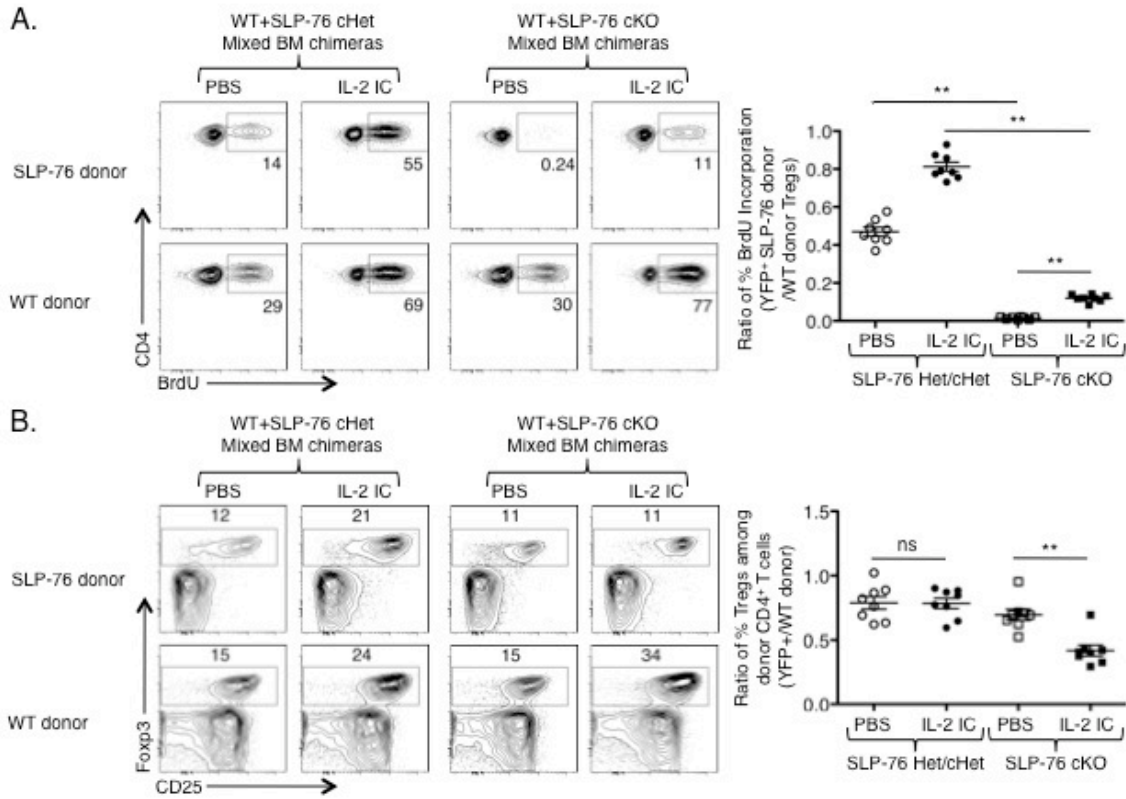 A.
WT+SLP-76 cHet
Mixed BM chimeras
WT+SLP-76 cKO
Mixed BM chimeras
PBS
IL-2 IC
PBS
IL-2 IC
SLP-76 donor
14
55
0.24
11
WT donor
29
69
30
77
CD4
BrdU
Ratio of % BrdU Incorporation
(YFP⁺ SLP-76 donor
/WT donor Tregs)
1.0
0.8
0.6
0.4
0.2
0.0
**
**
**
PBS
IL-2 IC
PBS
IL-2 IC
SLP-76 Het/cHet
SLP-76 cKO
B.
WT+SLP-76 cHet
Mixed BM chimeras
WT+SLP-76 cKO
Mixed BM chimeras
PBS
IL-2 IC
PBS
IL-2 IC
SLP-76 donor
12
21
11
11
WT donor
15
24
15
34
Foxp3
CD25
Ratio of % Tregs among
donor CD4⁺ T cells
(YFP+/WT donor)
1.5
1.0
0.5
0.0
ns
**
PBS
IL-2 IC
PBS
IL-2 IC
SLP-76 Het/cHet
SLP-76 cKO